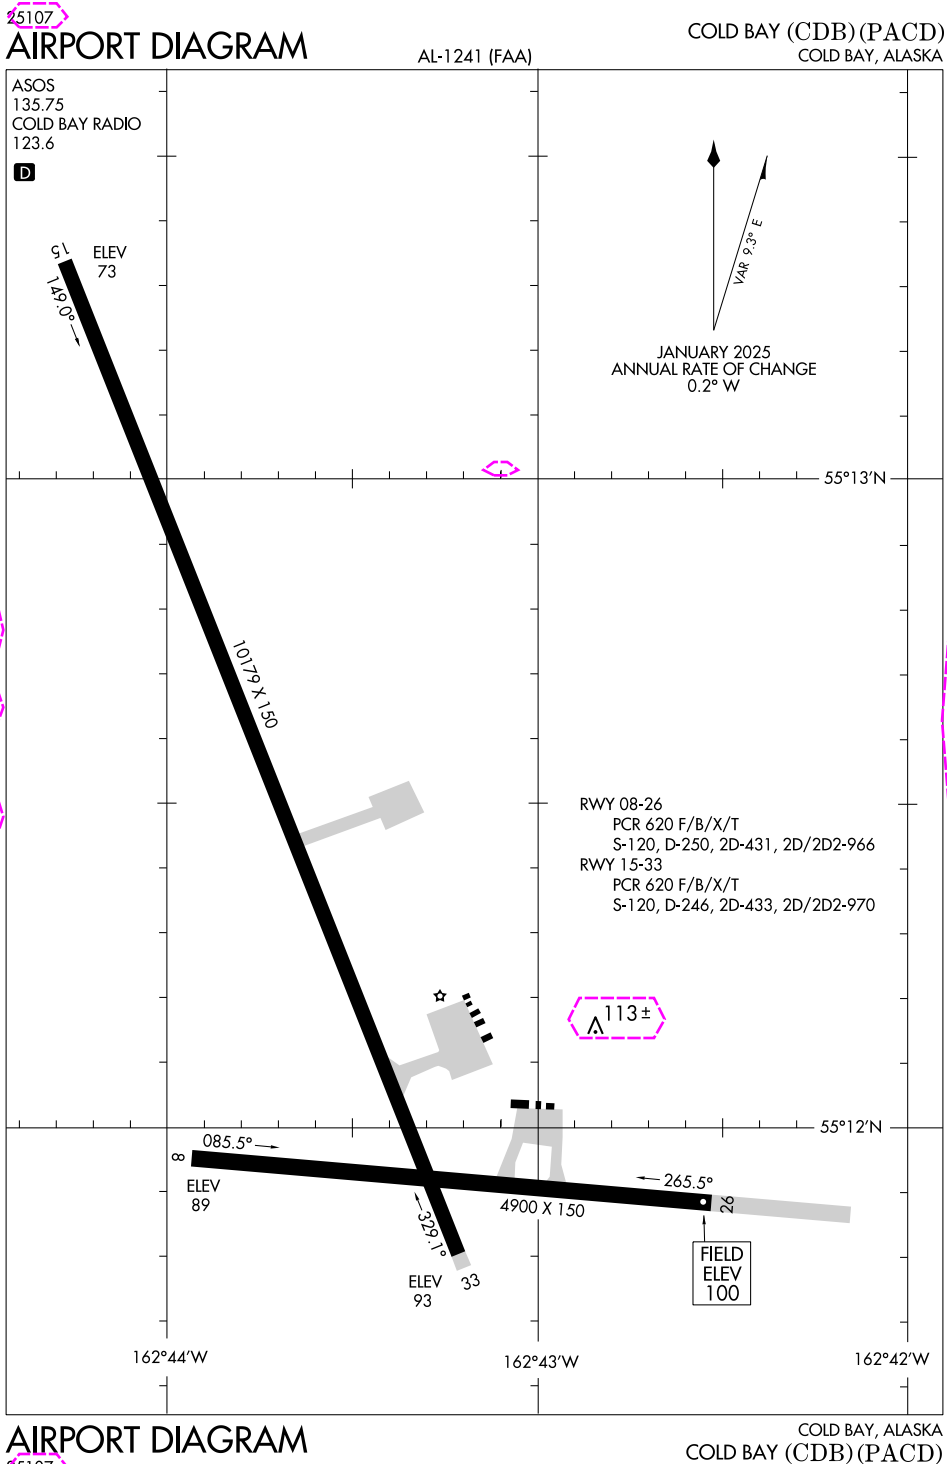 25107
AIRPORT DIAGRAM
AL-1241 (FAA)
COLD BAY (CDB) (PACD)
COLD BAY, ALASKA
ASOS
135.75
COLD BAY RADIO
123.6
D
VAR 9.3° E
JANUARY 2025
ANNUAL RATE OF CHANGE
0.2° W
15
ELEV
73
149.0°
55°13'N
10179 X 150
RWY 08-26
PCR 620 F/B/X/T
S-120, D-250, 2D-431, 2D/2D2-966
RWY 15-33
PCR 620 F/B/X/T
S-120, D-246, 2D-433, 2D/2D2-970
113±
55°12'N
8
085.5°
ELEV
89
265.5°
4900 X 150
26
329.1°
33
ELEV
93
FIELD
ELEV
100
162°44'W
162°43'W
162°42'W
AIRPORT DIAGRAM
COLD BAY, ALASKA
COLD BAY (CDB) (PACD)
25107